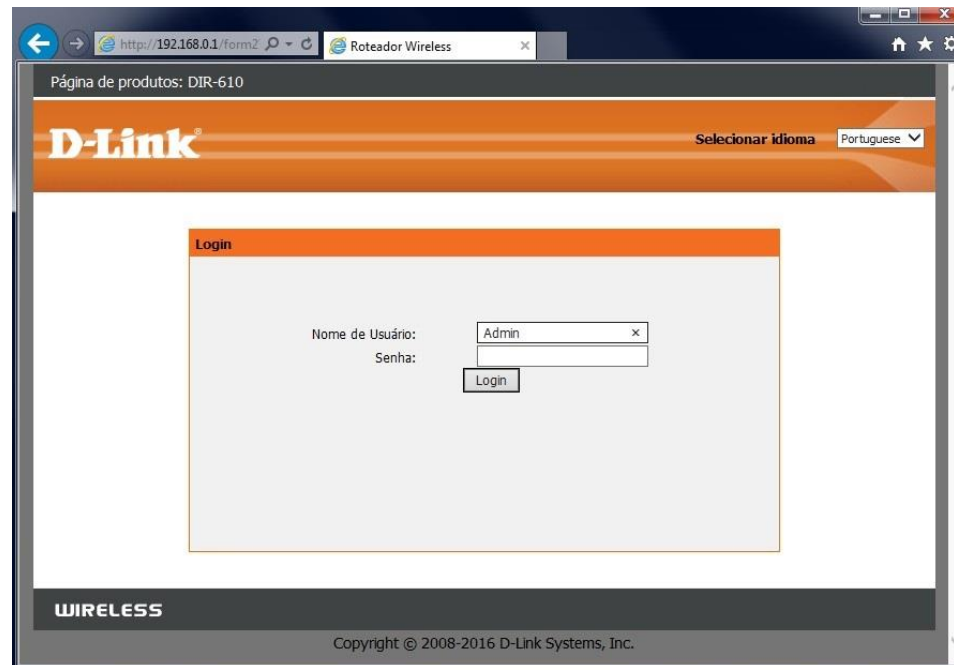 http://192.168.0.1/form2
Roteador Wireless
Página de produtos: DIR-610
D-Link
Selecionar idioma
Portuguese
Login
Nome de Usuário:
Admin
Senha:
Login
WIRELESS
Copyright © 2008-2016 D-Link Systems, Inc.